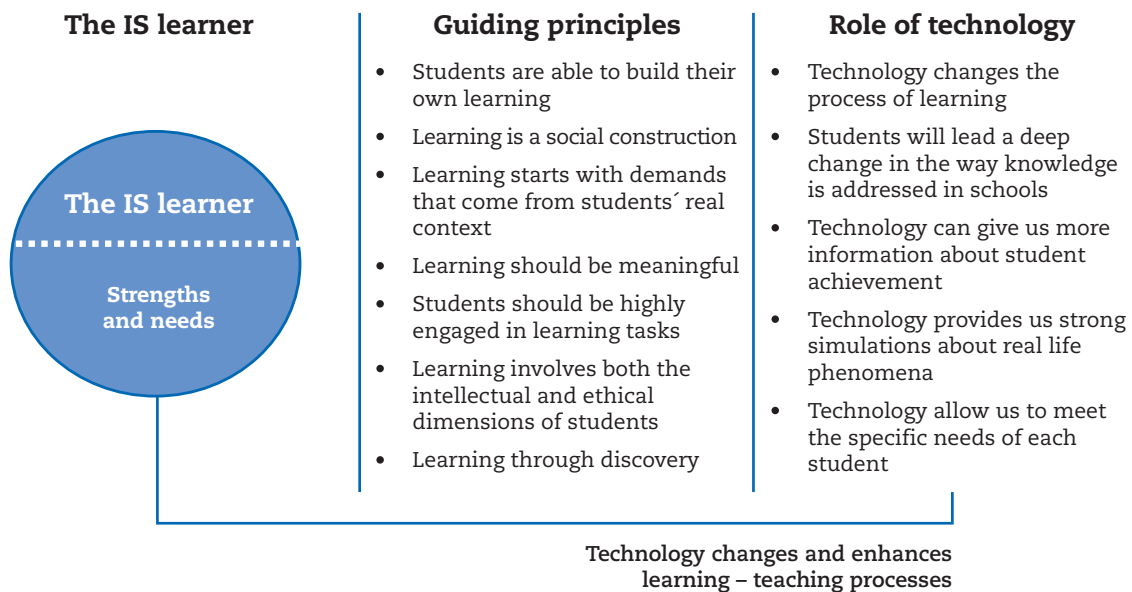 The IS learner
The IS learner
Strengths
and needs
Guiding principles
• Students are able to build their
own learning
• Learning is a social construction
• Learning starts with demands
that come from students´ real
context
• Learning should be meaningful
• Students should be highly
engaged in learning tasks
• Learning involves both the
intellectual and ethical
dimensions of students
• Learning through discovery
Role of technology
• Technology changes the
process of learning
• Students will lead a deep
change in the way knowledge
is addressed in schools
• Technology can give us more
information about student
achievement
• Technology provides us strong
simulations about real life
phenomena
• Technology allow us to meet
the specific needs of each
student
Technology changes and enhances
learning – teaching processes